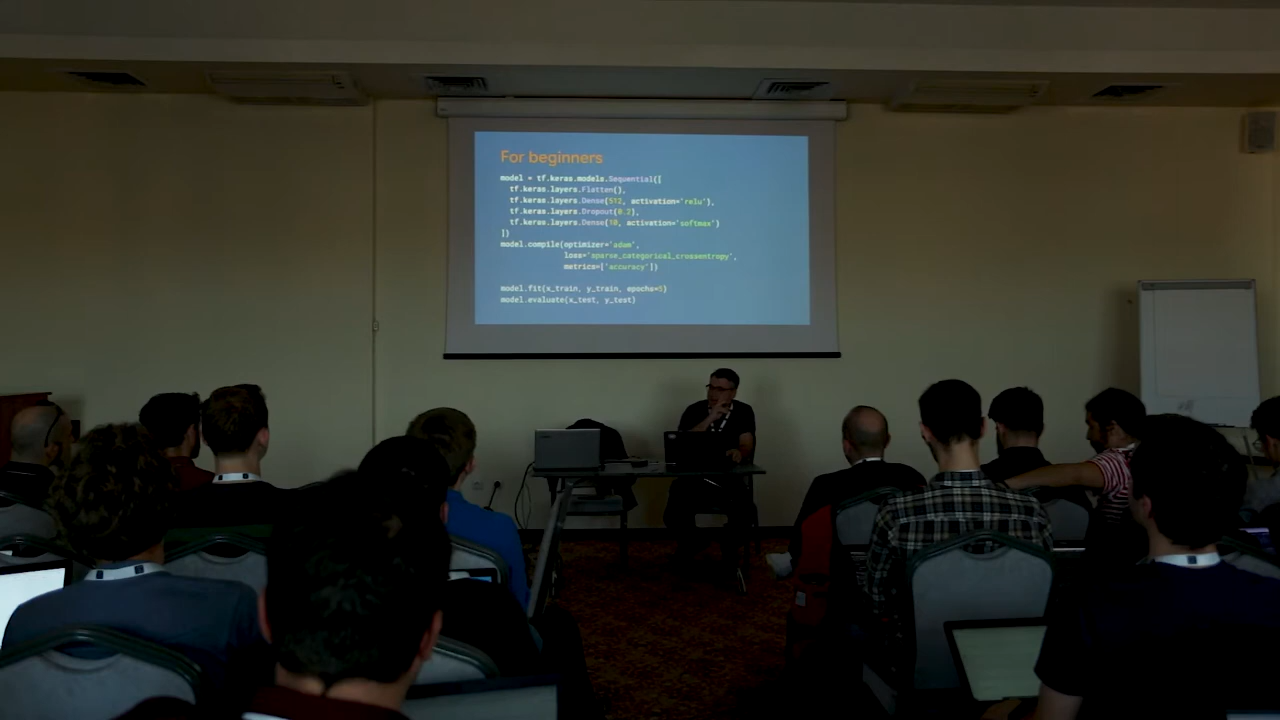 For beginners
model = tf.keras.models.Sequential([
  tf.keras.layers.Flatten(),
  tf.keras.layers.Dense(512, activation='relu'),
  tf.keras.layers.Dropout(0.2),
  tf.keras.layers.Dense(10, activation='softmax')
])
model.compile(optimizer='adam',
              loss='sparse_categorical_crossentropy',
              metrics=['accuracy'])
model.fit(x_train, y_train, epochs=5)
model.evaluate(x_test, y_test)